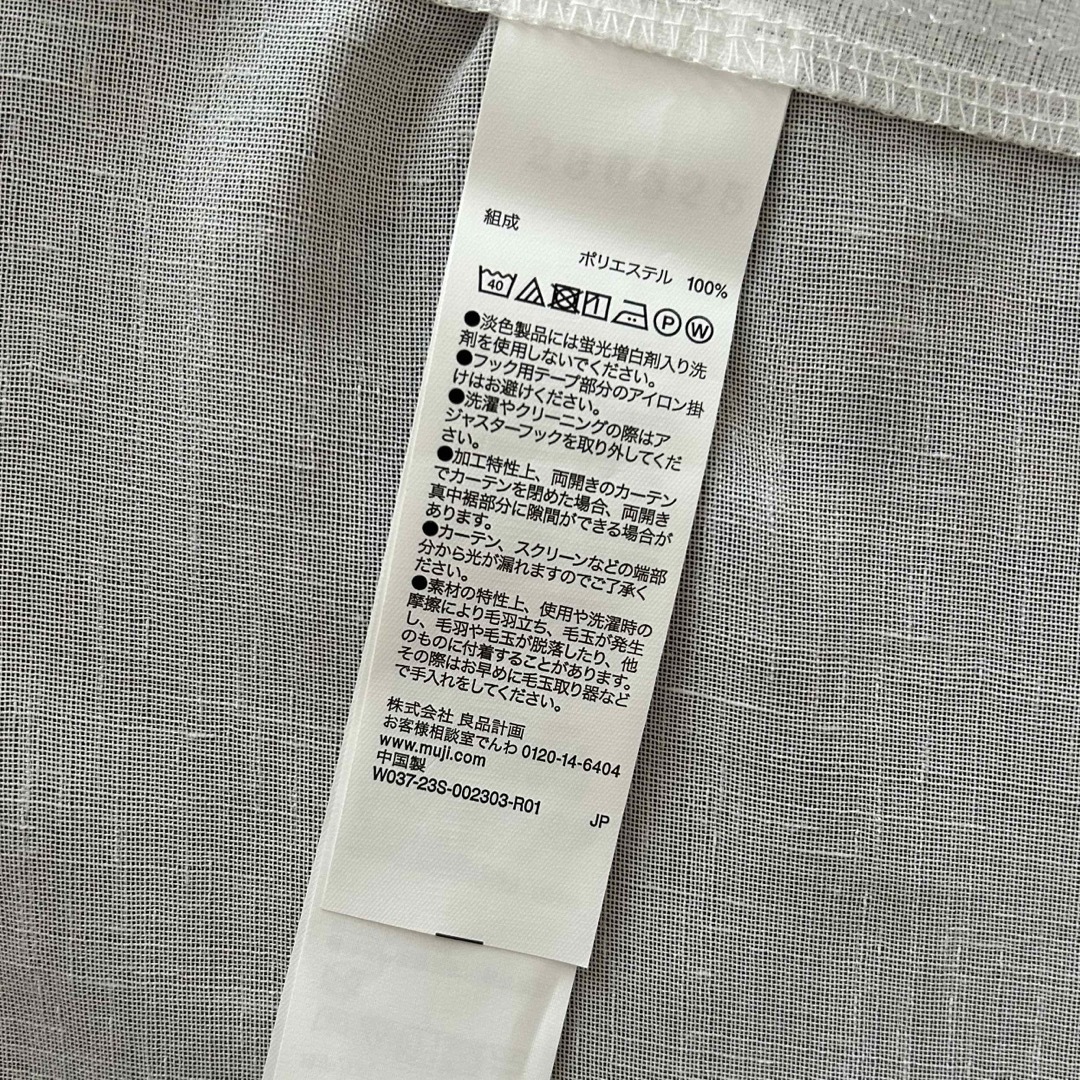 組成
ポリエステル 100%
40 P W
●淡色製品には蛍光増白剤入り洗
剤を使用しないでください。
●フック用テープ部分のアイロン掛
けはお避けください。
●洗濯やクリーニングの際はア
ジャスターフックを取り外してくだ
さい。
●加工特性上、両開きのカーテン
でカーテンを閉めた場合、両開き
真中裾部分に隙間ができる場合が
あります。
●カーテン、スクリーンなどの端部
分から光が漏れますのでご了承く
ださい。
●素材の特性上、使用や洗濯時の
摩擦により毛羽立ち、毛玉が発生
し、毛羽や毛玉が脱落したり、他
のものに付着することがあります。
その際はお早めに毛玉取り器など
で手入れをしてください。
株式会社 良品計画
お客様相談室でんわ 0120-14-6404
www.muji.com
中国製
W037-23S-002303-R01
JP